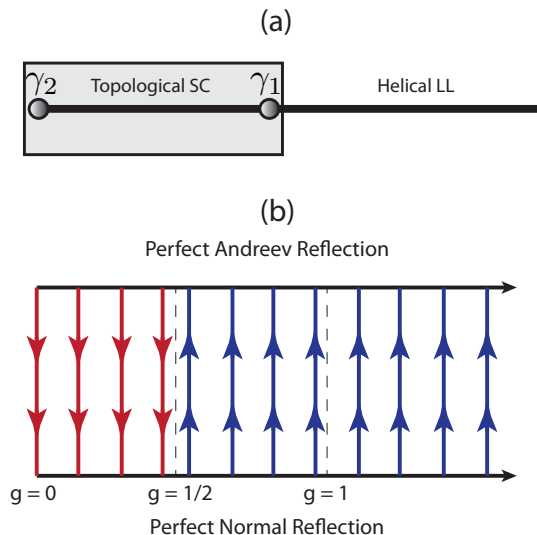 (a)
γ2 Topological SC γ1 Helical LL
(b)
Perfect Andreev Reflection
g = 0 g = 1/2 g = 1
Perfect Normal Reflection